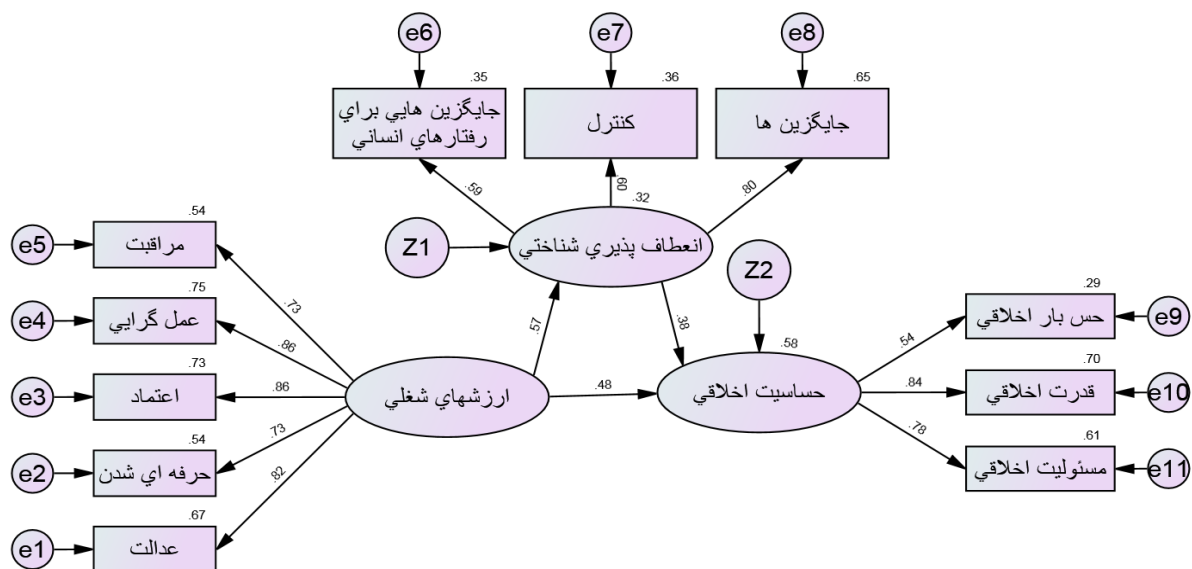 e6
e7
e8
.35
.36
.65
جايگزين هايي براي
رفتارهاي انساني
كنترل
جايگزين ها
.59
.60
.80
.32
Z1
انعطاف پذيري شناختي
Z2
e5
.54
مراقبت
.73
e4
.75
عمل گرايي
.86
e3
.73
اعتماد
.86
e2
.54
حرفه اي شدن
.73
e1
.67
عدالت
.82
ارزشهاي شغلي
.57
.38
.48
.58
حساسيت اخلاقي
.54
.84
.78
.29
حس بار اخلاقي
e9
.70
قدرت اخلاقي
e10
.61
مسئوليت اخلاقي
e11